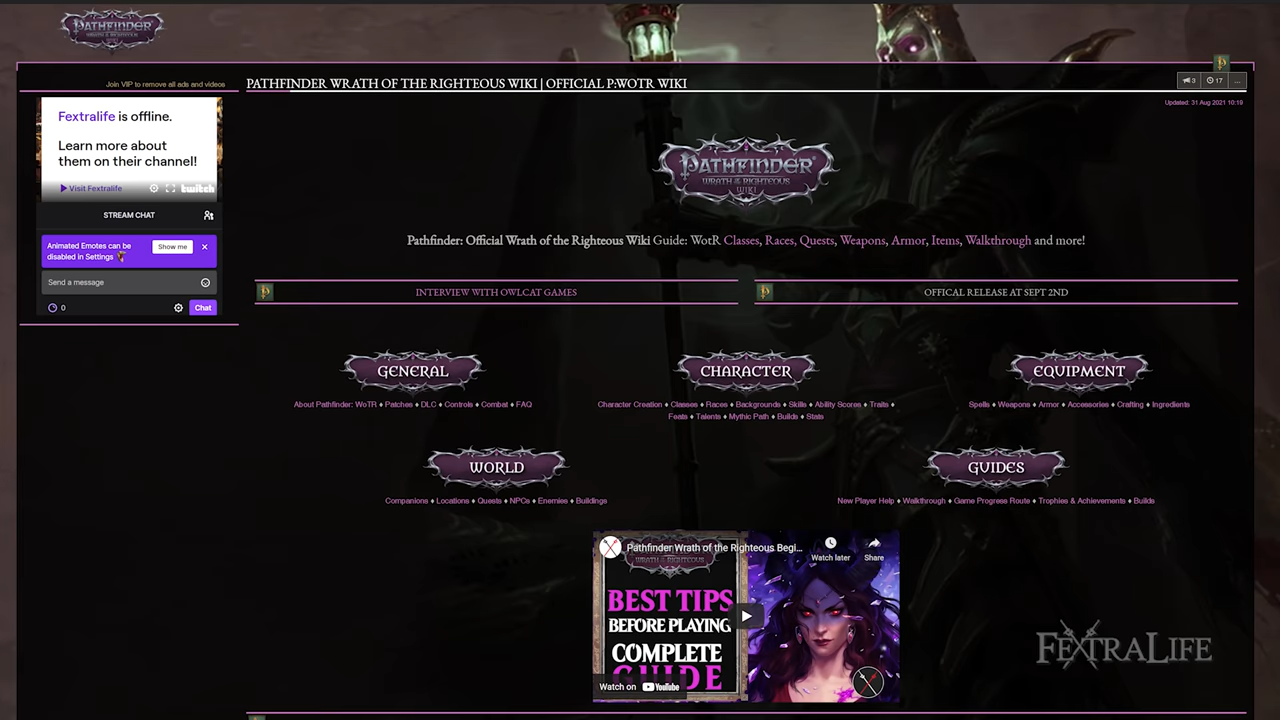 PATHFINDER
WRATH OF THE RIGHTEOUS
WIKI
Join VIP to remove all ads and videos
Fextralife is offline.
Learn more about
them on their channel!
Visit Fextralife
twitch
STREAM CHAT
Animated Emotes can be
disabled in Settings
Show me
Send a message
0
Chat
PATHFINDER WRATH OF THE RIGHTEOUS WIKI | OFFICIAL P:WOTR WIKI
3
17
...
Updated: 31 Aug 2021 10:19
PATHFINDER
WRATH OF THE RIGHTEOUS
WIKI
Pathfinder: Official Wrath of the Righteous Wiki Guide: WotR Classes, Races, Quests, Weapons, Armor, Items, Walkthrough and more!
INTERVIEW WITH OWLCAT GAMES
OFFICAL RELEASE AT SEPT 2ND
GENERAL
About Pathfinder: WoTR ♦ Patches ♦ DLC ♦ Controls ♦ Combat ♦ FAQ
CHARACTER
Character Creation ♦ Classes ♦ Races ♦ Backgrounds ♦ Skills ♦ Ability Scores ♦ Traits ♦
Feats ♦ Talents ♦ Mythic Path ♦ Builds ♦ Stats
EQUIPMENT
Spells ♦ Weapons ♦ Armor ♦ Accessories ♦ Crafting ♦ Ingredients
WORLD
Companions ♦ Locations ♦ Quests ♦ NPCs ♦ Enemies ♦ Buildings
GUIDES
New Player Help ♦ Walkthrough ♦ Game Progress Route ♦ Trophies & Achievements ♦ Builds
Pathfinder Wrath of the Righteous Begi...
Watch later
Share
WRATH OF THE RIGHTEOUS
BEST TIPS
BEFORE PLAYING
COMPLETE
GUIDE
Watch on YouTube
FEXTRALIFE